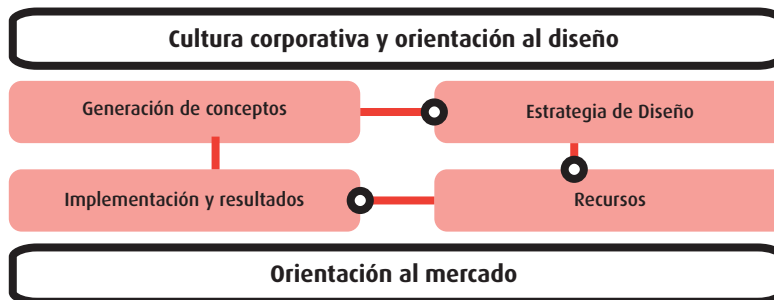 Cultura corporativa y orientación al diseño
Generación de conceptos
Estrategia de Diseño
Implementación y resultados
Recursos
Orientación al mercado